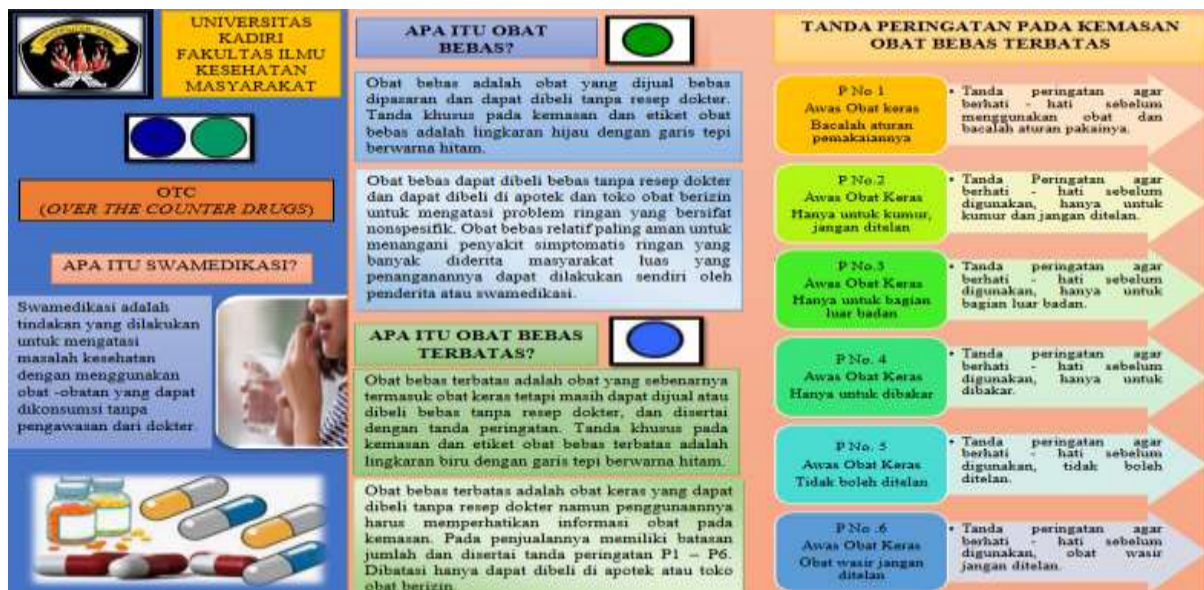 UNIVERSITAS
KADIRI
FAKULTAS ILMU
KESEHATAN
MASYARAKAT
OTC
(OVER THE COUNTER DRUGS)
APA ITU SWAMEDIKASI?
Swamedikasi adalah
tindakan yang dilakukan
untuk mengatasi
masalah kesehatan
dengan menggunakan
obat -obatan yang dapat
dikonsumsi tanpa
pengawasan dari dokter.
APA ITU OBAT
BEBAS?
Obat bebas adalah obat yang dijual bebas
dipasaran dan dapat dibeli tanpa resep dokter.
Tanda khusus pada kemasan dan etiket obat
bebas adalah lingkaran hijau dengan garis tepi
berwarna hitam.
Obat bebas dapat dibeli bebas tanpa resep dokter
dan dapat dibeli di apotek dan toko obat berizin
untuk mengatasi problem ringan yang bersifat
nonspesifik. Obat bebas relatif paling aman untuk
menangani penyakit simptomatis ringan yang
banyak diderita masyarakat luas yang
penanganannya dapat dilakukan sendiri oleh
penderita atau swamedikasi.
APA ITU OBAT BEBAS
TERBATAS?
Obat bebas terbatas adalah obat yang sebenarnya
termasuk obat keras tetapi masih dapat dijual atau
dibeli bebas tanpa resep dokter, dan disertai
dengan tanda peringatan. Tanda khusus pada
kemasan dan etiket obat bebas terbatas adalah
lingkaran biru dengan garis tepi berwarna hitam.
Obat bebas terbatas adalah obat keras yang dapat
dibeli tanpa resep dokter namun penggunaannya
harus memperhatikan informasi obat pada
kemasan. Pada penjualannya memiliki batasan
jumlah dan disertai tanda peringatan P1 – P6.
Dibatasi hanya dapat dibeli di apotek atau toko
obat berizin.
TANDA PERINGATAN PADA KEMASAN
OBAT BEBAS TERBATAS
P No 1
Awas Obat keras
Bacalah aturan
pemakaiannya
• Tanda peringatan agar
berhati - hati sebelum
menggunakan obat dan
bacalah aturan pakainya.
P No.2
Awas Obat Keras
Hanya untuk kumur,
jangan ditelan
• Tanda Peringatan agar
berhati - hati sebelum
digunakan, hanya untuk
kumur dan jangan ditelan.
P No.3
Awas Obat Keras
Hanya untuk bagian
luar badan
• Tanda peringatan agar
berhati - hati sebelum
digunakan, hanya untuk
bagian luar badan.
P No. 4
Awas Obat Keras
Hanya untuk dibakar
• Tanda peringatan agar
berhati - hati sebelum
digunakan, hanya untuk
dibakar.
P No. 5
Awas Obat Keras
Tidak boleh ditelan
• Tanda peringatan agar
berhati - hati sebelum
digunakan, tidak boleh
ditelan.
P No .6
Awas Obat Keras
Obat wasir jangan
ditelan
• Tanda peringatan agar
berhati - hati sebelum
digunakan, obat wasir
jangan ditelan.